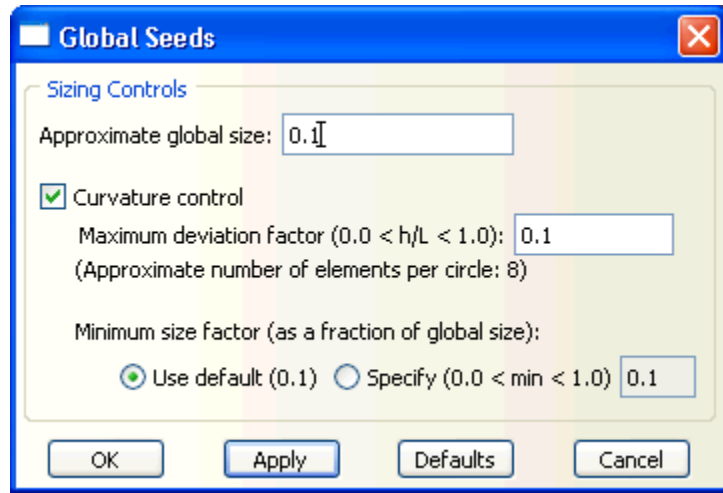 Global Seeds
Sizing Controls
Approximate global size: 0.1
Curvature control
Maximum deviation factor (0.0 < h/L < 1.0): 0.1
(Approximate number of elements per circle: 8)
Minimum size factor (as a fraction of global size):
Use default (0.1) Specify (0.0 < min < 1.0) 0.1
OK Apply Defaults Cancel